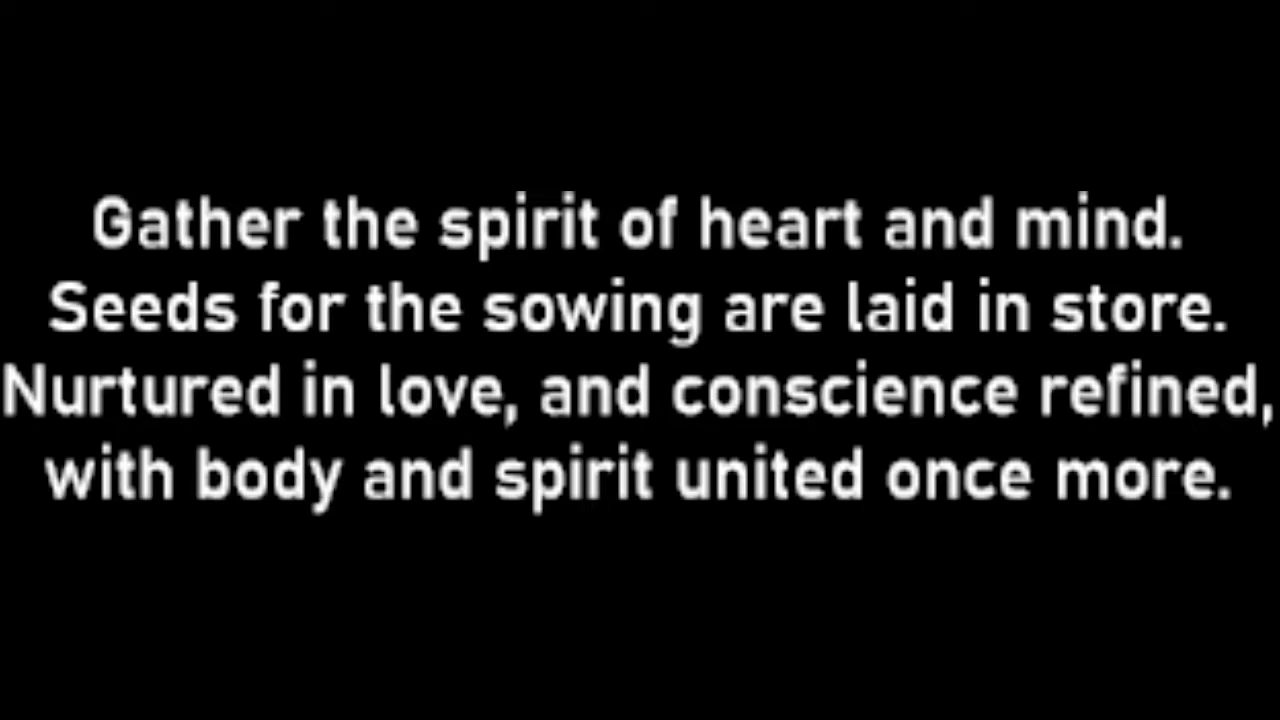 Gather the spirit of heart and mind.
Seeds for the sowing are laid in store.
Nurtured in love, and conscience refined,
with body and spirit united once more.